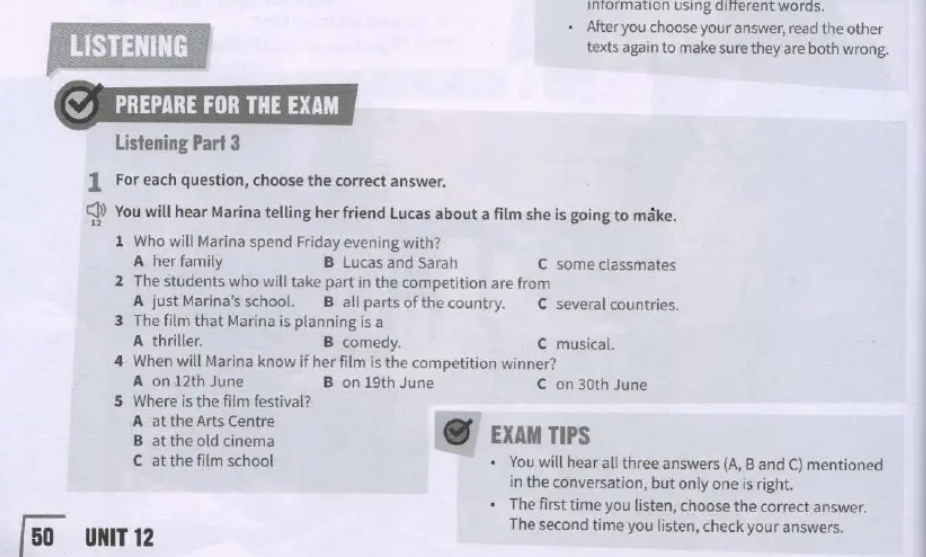 information using different words.
• After you choose your answer, read the other
texts again to make sure they are both wrong.
LISTENING
PREPARE FOR THE EXAM
Listening Part 3
1 For each question, choose the correct answer.
12 You will hear Marina telling her friend Lucas about a film she is going to make.
1 Who will Marina spend Friday evening with?
A her family B Lucas and Sarah C some classmates
2 The students who will take part in the competition are from
A just Marina's school. B all parts of the country. C several countries.
3 The film that Marina is planning is a
A thriller. B comedy. C musical.
4 When will Marina know if her film is the competition winner?
A on 12th June B on 19th June C on 30th June
5 Where is the film festival?
A at the Arts Centre
B at the old cinema
C at the film school
EXAM TIPS
• You will hear all three answers (A, B and C) mentioned
in the conversation, but only one is right.
• The first time you listen, choose the correct answer.
The second time you listen, check your answers.
50 UNIT 12